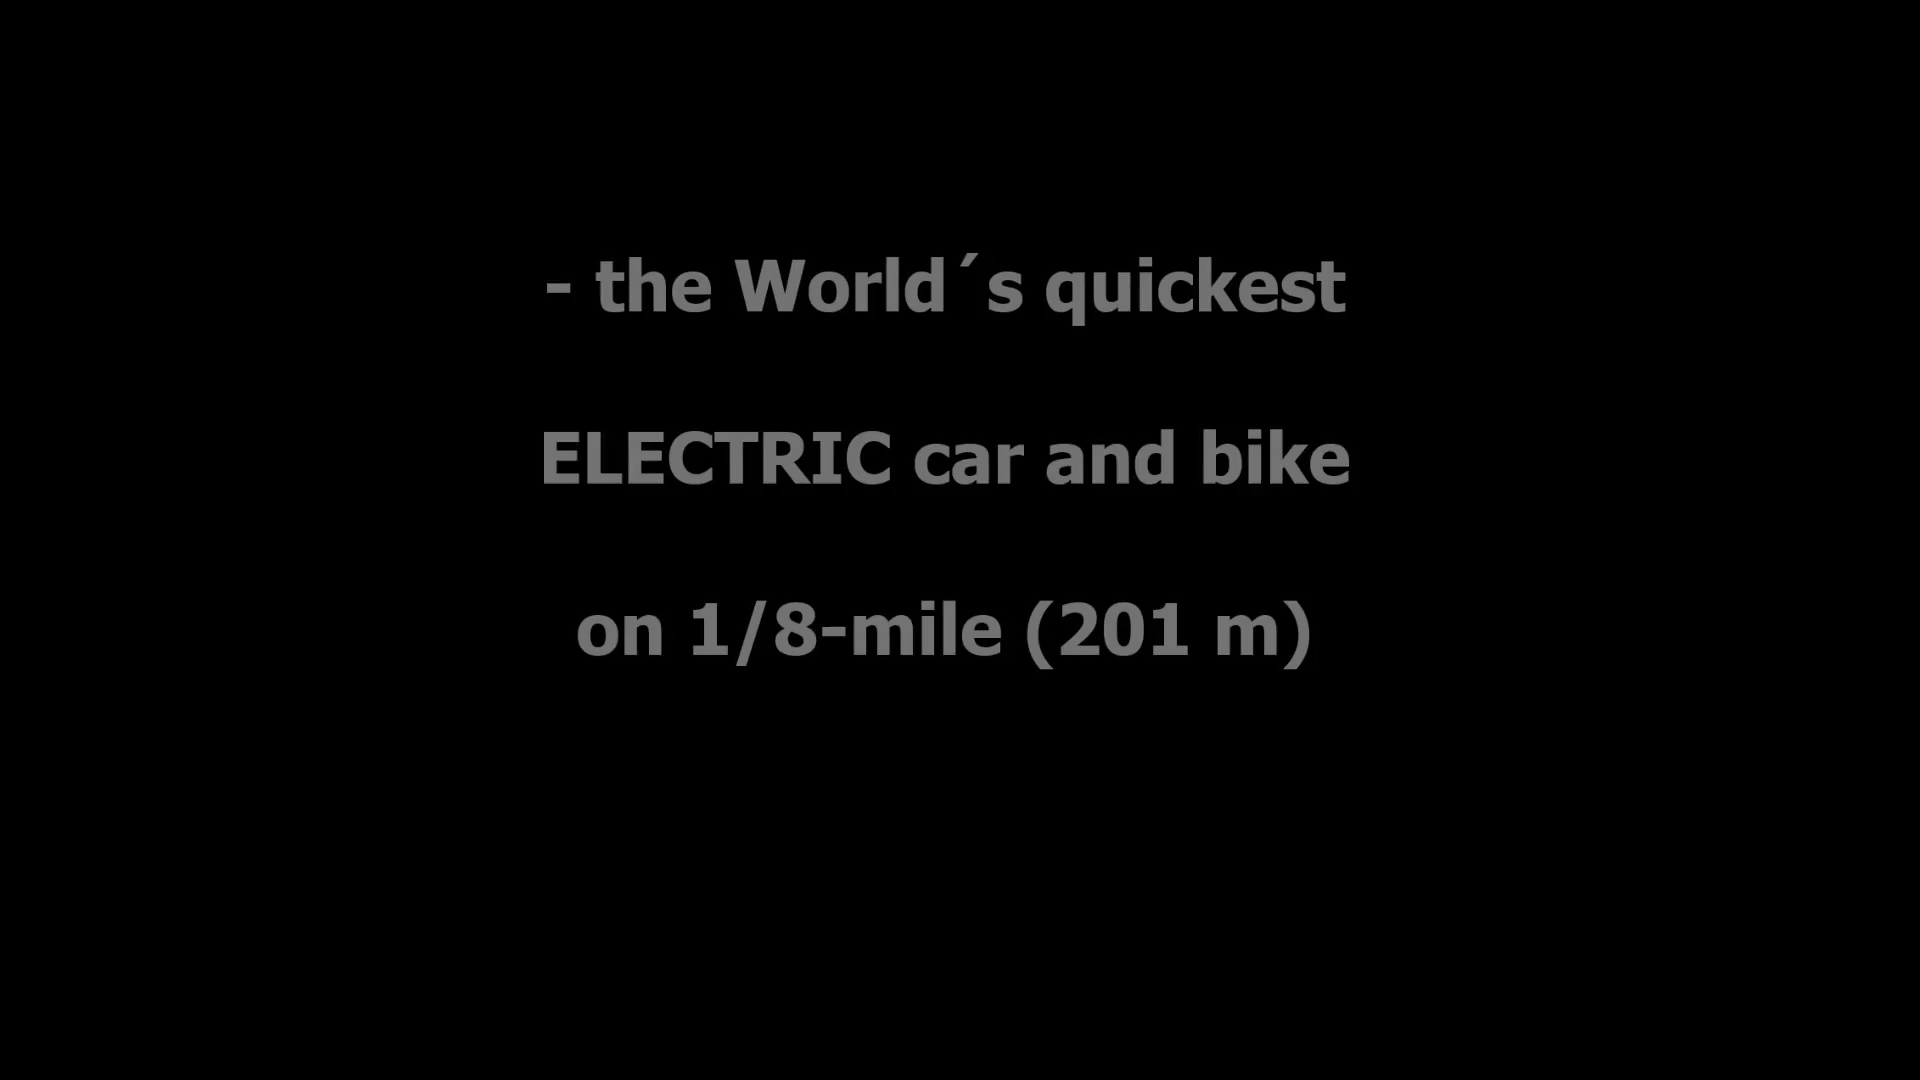 - the World´s quickest
ELECTRIC car and bike
on 1/8-mile (201 m)